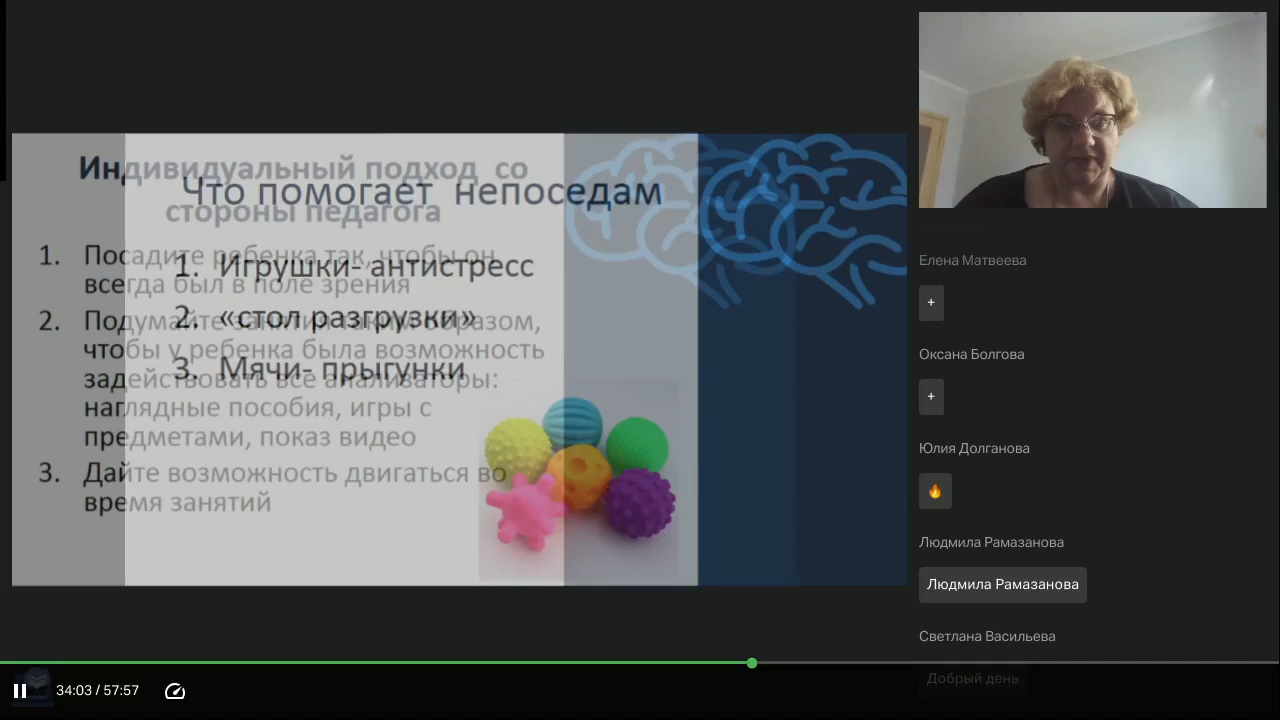 Индивидуальный подход со
стороны педагога
1. Посадите ребенка так, чтобы он
всегда был в поле зрения
2. Подумайте занятия таким образом,
чтобы у ребенка была возможность
задействовать все анализаторы:
наглядные пособия, игры с
предметами, показ видео
3. Дайте возможность двигаться во
время занятий
Что помогает непоседам
1. Игрушки- антистресс
2. «стол разгрузки»
3. Мячи- прыгунки
Елена Матвеева
+
Оксана Болгова
+
Юлия Долганова
Людмила Рамазанова
Людмила Рамазанова
Светлана Васильева
Добрый день
34:03 / 57:57